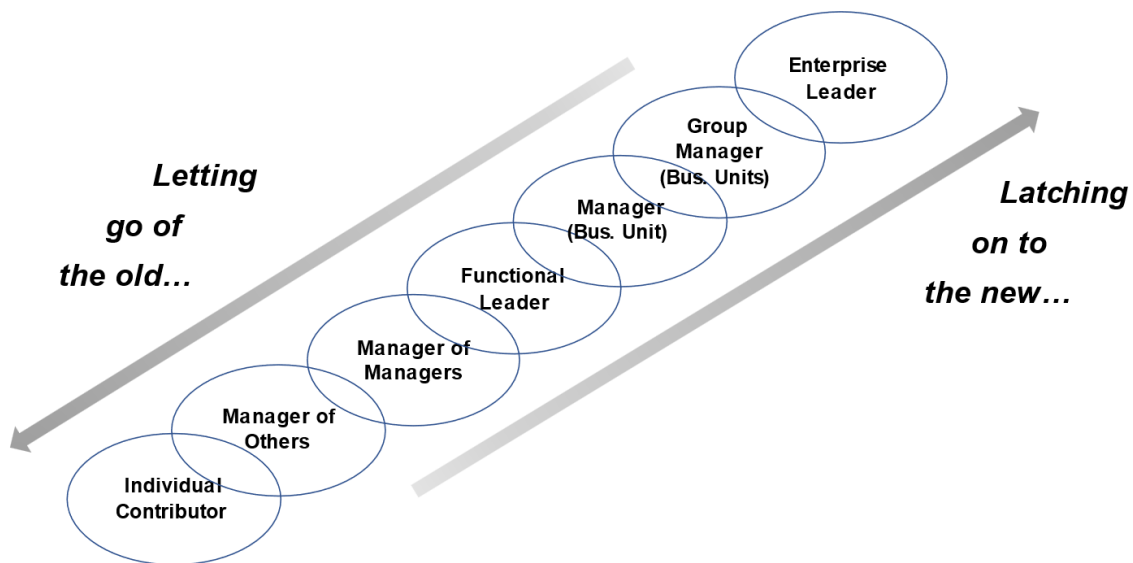 Enterprise
Leader
Group
Manager
(Bus. Units)
Letting
go of
the old…
Latching
on to
the new…
Manager
(Bus. Unit)
Functional
Leader
Manager of
Managers
Manager of
Others
Individual
Contributor